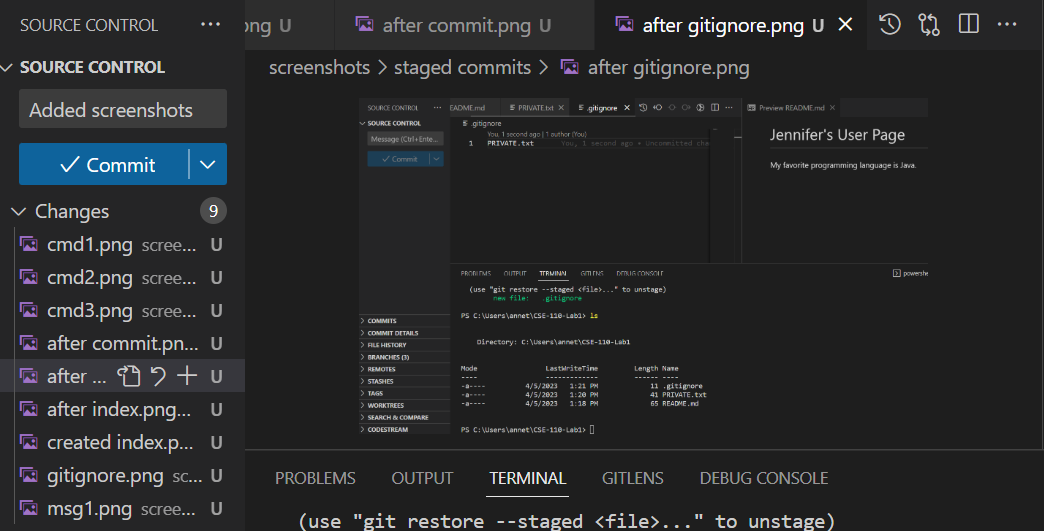 SOURCE CONTROL ...
SOURCE CONTROL
Added screenshots
Commit
Changes 9
cmd1.png scree... U
cmd2.png scree... U
cmd3.png scree... U
after commit.pn... U
after ... U
after index.png... U
created index.p... U
gitignore.png sc... U
msg1.png scree... U
ong U
after commit.png U
after gitignore.png U
screenshots > staged commits > after gitignore.png
SOURCE CONTROL ...
SOURCE CONTROL
Message (Ctrl+Ente...
Commit
COMMITS
COMMIT DETAILS
FILE HISTORY
BRANCHES (3)
REMOTES
STASHES
TAGS
WORKTREES
SEARCH & COMPARE
CODESTREAM
EADME.md PRIVATE.txt .gitignore
.gitignore
You, 1 second ago | 1 author (You)
1 PRIVATE.txt You, 1 second ago • Uncommitted cha
Preview README.md
Jennifer's User Page
My favorite programming language is Java.
PROBLEMS OUTPUT TERMINAL GITLENS DEBUG CONSOLE powershe
(use "git restore --staged <file>..." to unstage)
new file: .gitignore
PS C:\Users\annet\CSE-110-Lab1> ls
Directory: C:\Users\annet\CSE-110-Lab1
Mode LastWriteTime Length Name
---- ------------- ------ ----
-a---- 4/5/2023 1:21 PM 11 .gitignore
-a---- 4/5/2023 1:20 PM 41 PRIVATE.txt
-a---- 4/5/2023 1:18 PM 65 README.md
PS C:\Users\annet\CSE-110-Lab1>
PROBLEMS OUTPUT TERMINAL GITLENS DEBUG CONSOLE
(use "git restore --staged <file>..." to unstage)